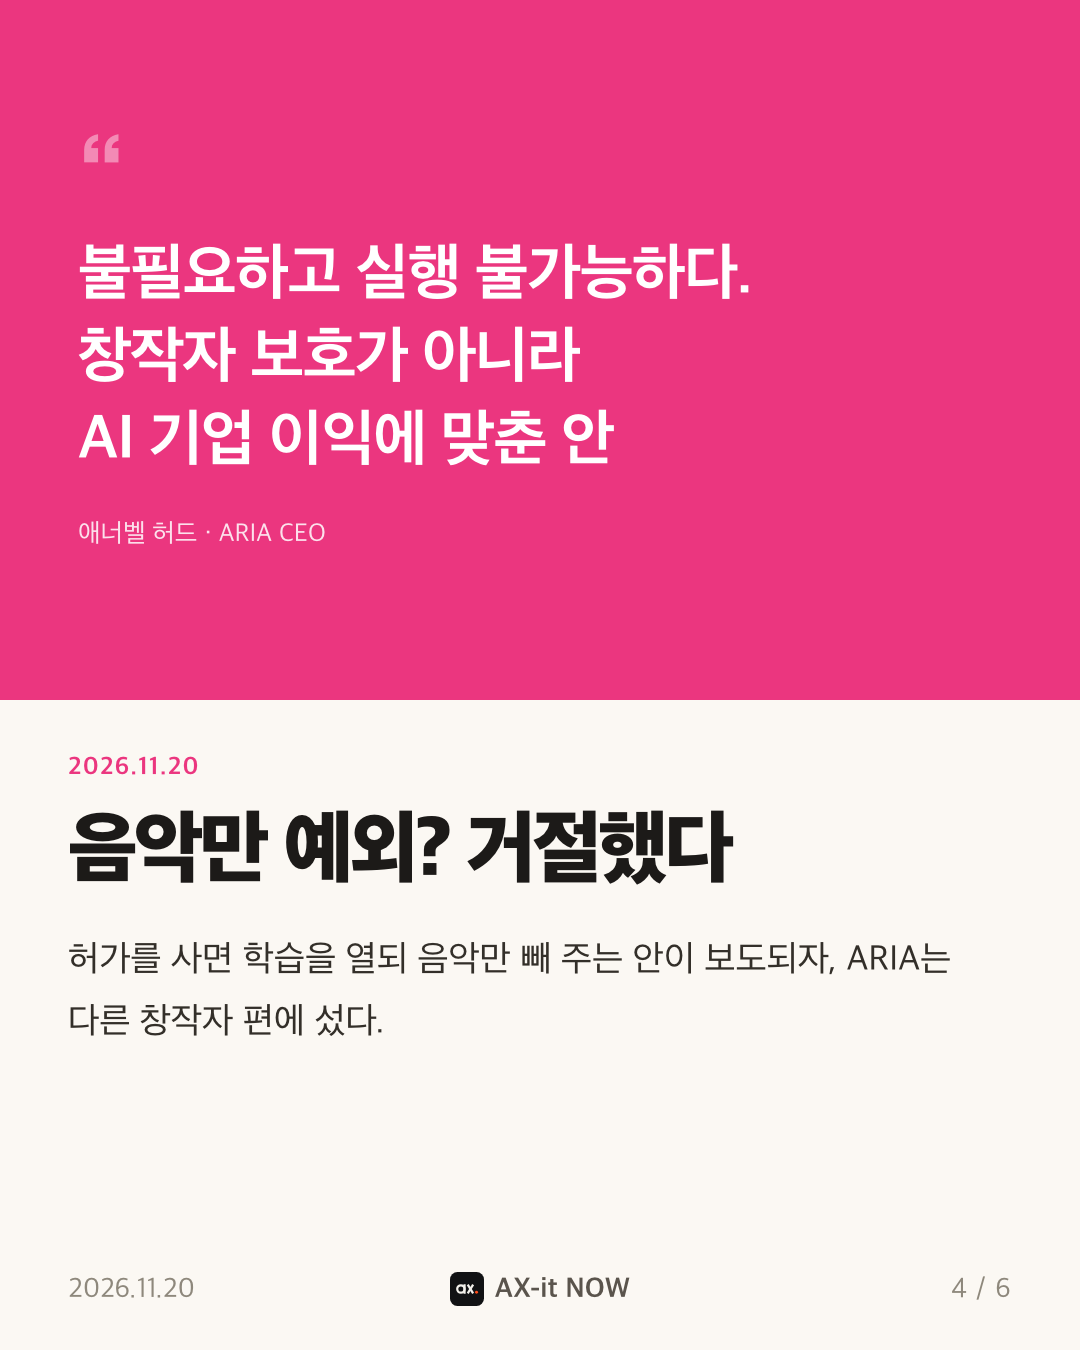 “
불필요하고 실행 불가능하다.
창작자 보호가 아니라
AI 기업 이익에 맞춘 안
애너벨 허드 · ARIA CEO
2026.11.20
음악만 예외? 거절했다
허가를 사면 학습을 열되 음악만 빼 주는 안이 보도되자, ARIA는
다른 창작자 편에 섰다.
2026.11.20
ax. AX-it NOW
4 / 6